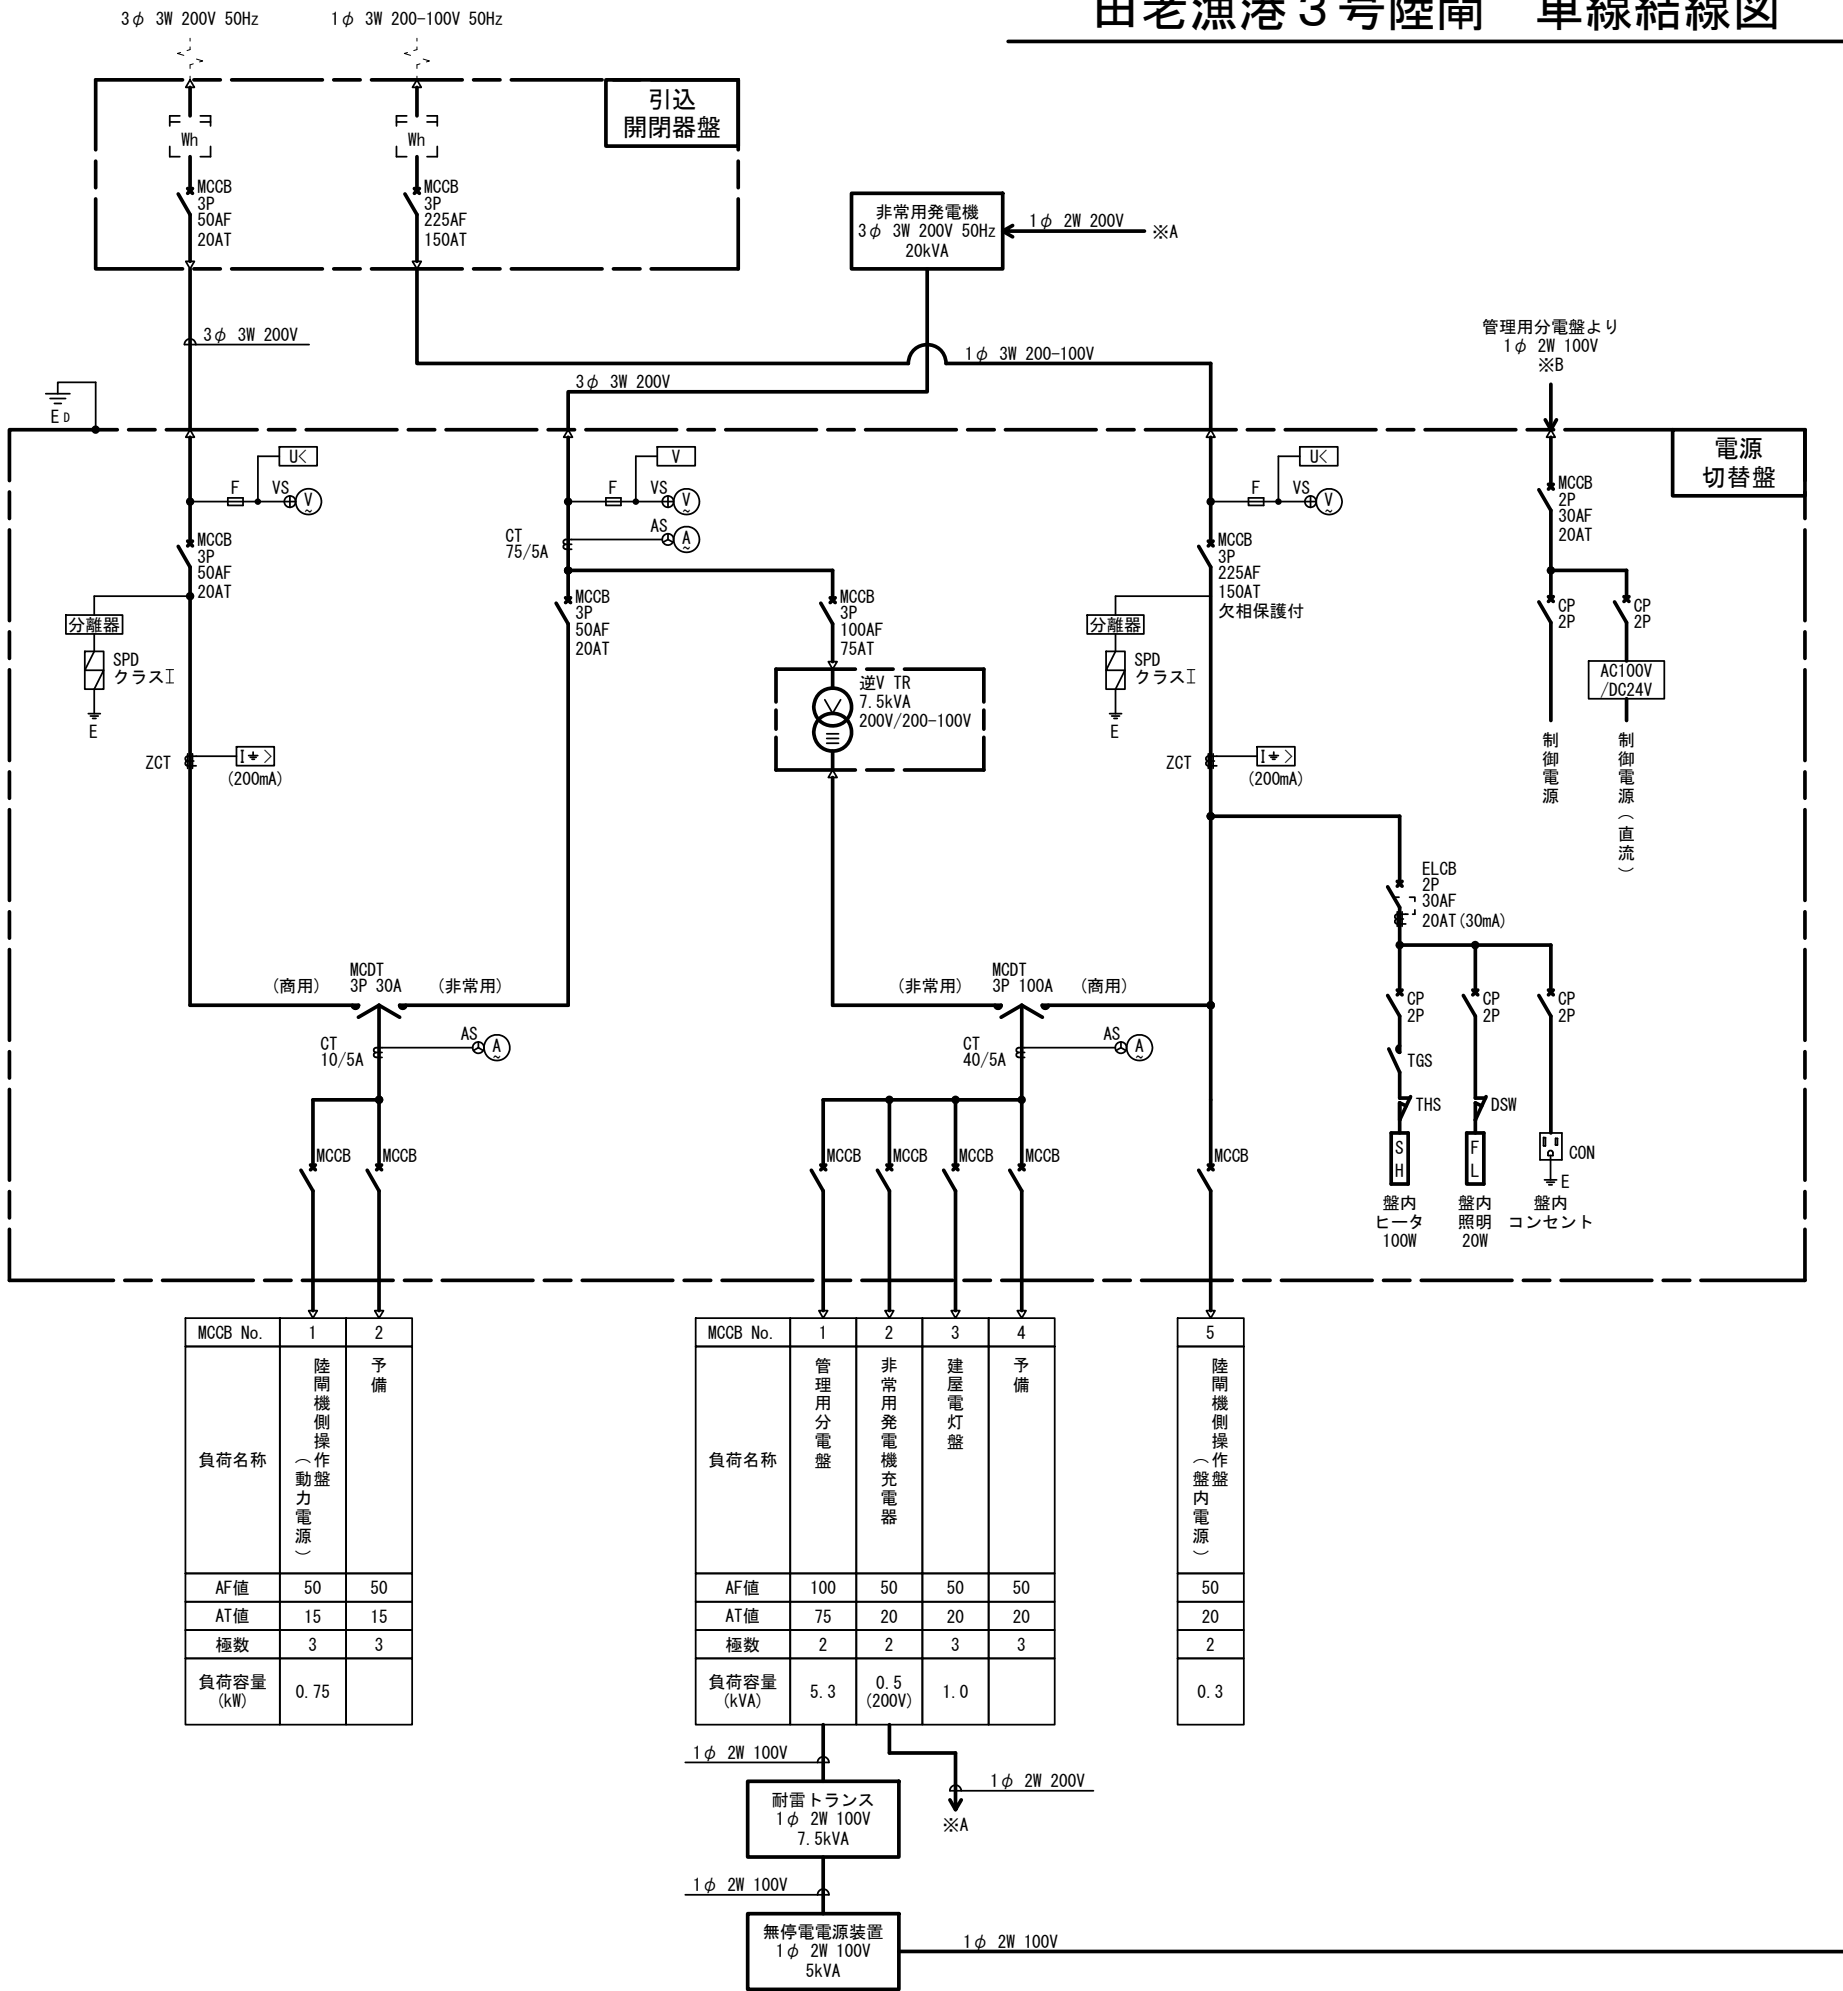 田老漁港３号陸閘　単線結線図
3φ 3W 200V 50Hz
1φ 3W 200-100V 50Hz
引込
開閉器盤
Wh
Wh
MCCB
3P
50AF
20AT
MCCB
3P
225AF
150AT
非常用発電機
3φ 3W 200V 50Hz
20kVA
1φ 2W 200V
※A
3φ 3W 200V
1φ 3W 200-100V
3φ 3W 200V
管理用分電盤より
1φ 2W 100V
※B
ED
電源
切替盤
U<
F
VS
V
V
F
VS
V
U<
F
VS
V
CT
75/5A
AS
A
MCCB
3P
50AF
20AT
MCCB
3P
50AF
20AT
MCCB
3P
100AF
75AT
MCCB
3P
225AF
150AT
欠相保護付
MCCB
2P
30AF
20AT
CP
2P
CP
2P
AC100V
/DC24V
制御電源
制御電源（直流）
分離器
SPD
クラスI
E
分離器
SPD
クラスI
E
逆V TR
7.5kVA
200V/200-100V
ZCT
I >
(200mA)
ZCT
I >
(200mA)
ELCB
2P
30AF
20AT(30mA)
(商用)
MCDT
3P 30A
(非常用)
(非常用)
MCDT
3P 100A
(商用)
CT
10/5A
AS
A
CT
40/5A
AS
A
CP
2P
CP
2P
CP
2P
TGS
THS
DSW
SH
FL
CON
E
盤内
ヒータ
100W
盤内
照明
20W
盤内
コンセント
MCCB
MCCB
MCCB
MCCB
MCCB
MCCB
MCCB
MCCB No. 1 2
負荷名称
陸閘機側操作盤
（動力電源）
予備
AF値 50 50
AT値 15 15
極数 3 3
負荷容量
(kW)
0.75
MCCB No. 1 2 3 4
負荷名称
管理用分電盤
非常用発電機充電器
建屋電灯盤
予備
AF値 100 50 50 50
AT値 75 20 20 20
極数 2 2 3 3
負荷容量
(kVA)
5.3
0.5
(200V)
1.0
5
陸閘機側操作盤
（盤内電源）
50
20
2
0.3
1φ 2W 100V
耐雷トランス
1φ 2W 100V
7.5kVA
1φ 2W 200V
※A
1φ 2W 100V
無停電電源装置
1φ 2W 100V
5kVA
1φ 2W 100V